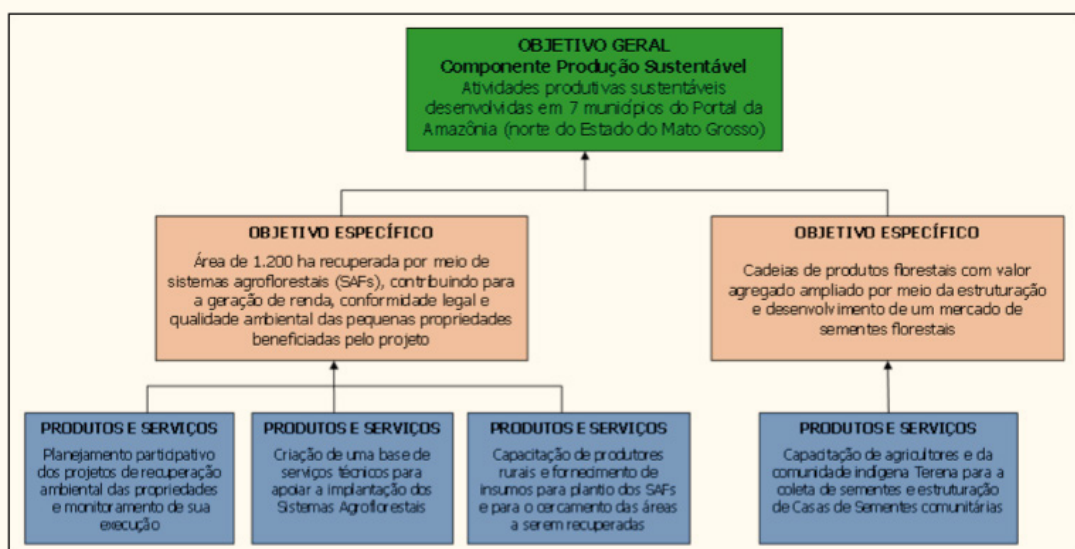 OBJETIVO GERAL
Componente Produção Sustentável
Atividades produtivas sustentáveis
desenvolvidas em 7 municípios do Portal da
Amazônia (norte do Estado do Mato Grosso)
OBJETIVO ESPECÍFICO
Área de 1.200 ha recuperada por meio de
sistemas agroflorestais (SAFs), contribuindo para
a geração de renda, conformidade legal e
qualidade ambiental das pequenas propriedades
beneficiadas pelo projeto
OBJETIVO ESPECÍFICO
Cadeias de produtos florestais com valor
agregado ampliado por meio da estruturação
e desenvolvimento de um mercado de
sementes florestais
PRODUTOS E SERVIÇOS
Planejamento participativo
dos projetos de recuperação
ambiental das propriedades
e monitoramento de sua
execução
PRODUTOS E SERVIÇOS
Criação de uma base de
serviços técnicos para
apoiar a implantação dos
Sistemas Agroflorestais
PRODUTOS E SERVIÇOS
Capacitação de produtores
rurais e fornecimento de
insumos para plantio dos SAFs
e para o cercamento das áreas
a serem recuperadas
PRODUTOS E SERVIÇOS
Capacitação de agricultores e da
comunidade indígena Terena para a
coleta de sementes e estruturação
de Casas de Sementes comunitárias